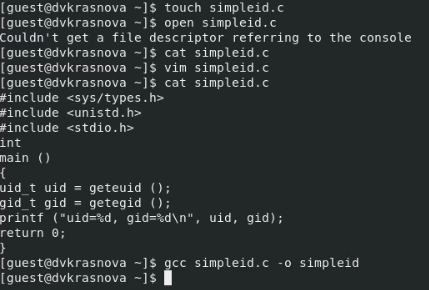 [guest@dvkrasnova ~]$ touch simpleid.c
[guest@dvkrasnova ~]$ open simpleid.c
Couldn't get a file descriptor referring to the console
[guest@dvkrasnova ~]$ cat simpleid.c
[guest@dvkrasnova ~]$ vim simpleid.c
[guest@dvkrasnova ~]$ cat simpleid.c
#include <sys/types.h>
#include <unistd.h>
#include <stdio.h>
int
main ()
{
uid_t uid = geteuid ();
gid_t gid = getegid ();
printf ("uid=%d, gid=%d\n", uid, gid);
return 0;
}
[guest@dvkrasnova ~]$ gcc simpleid.c -o simpleid
[guest@dvkrasnova ~]$